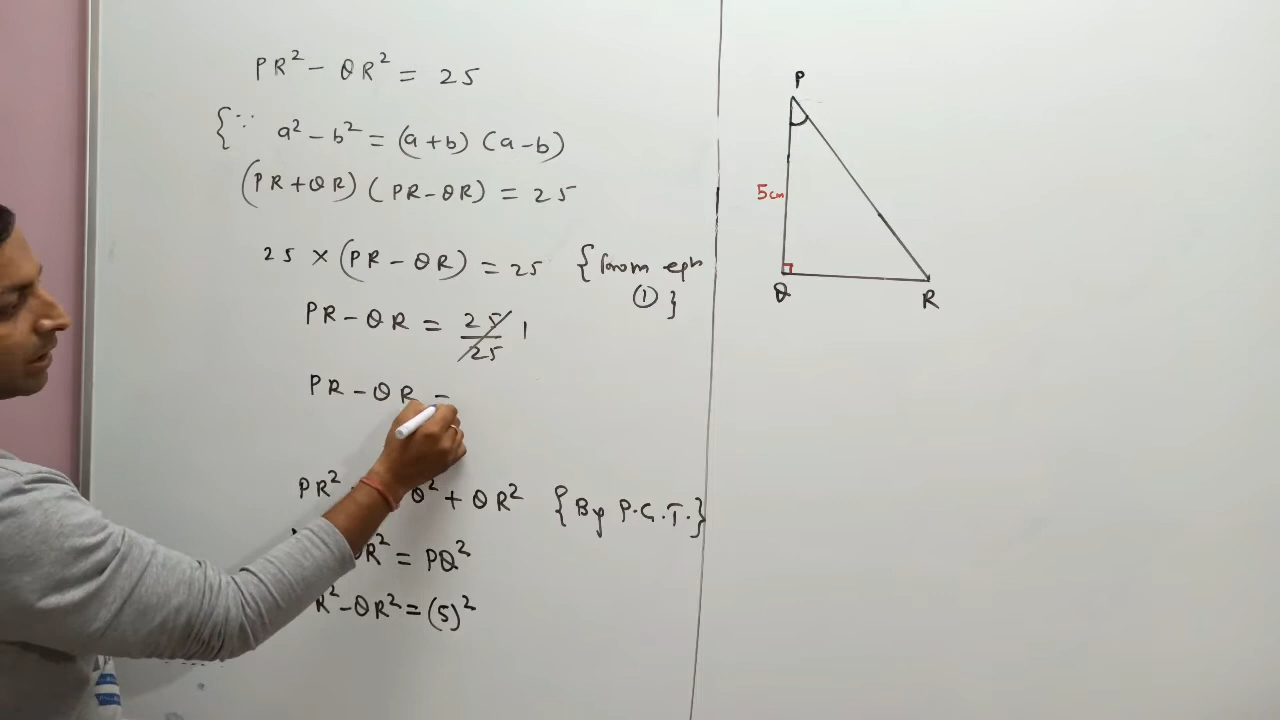 PR² - QR² = 25
{∵ a² - b² = (a+b) (a-b)
(PR+QR) (PR-QR) = 25
25 × (PR - QR) = 25 {from eqn
① }
PR - QR = 25/25 1
PR - QR =
PR² Q² + QR² {By P.G.T.}
R² = PQ²
R² - QR² = (5)²
P
5cm
Q
R